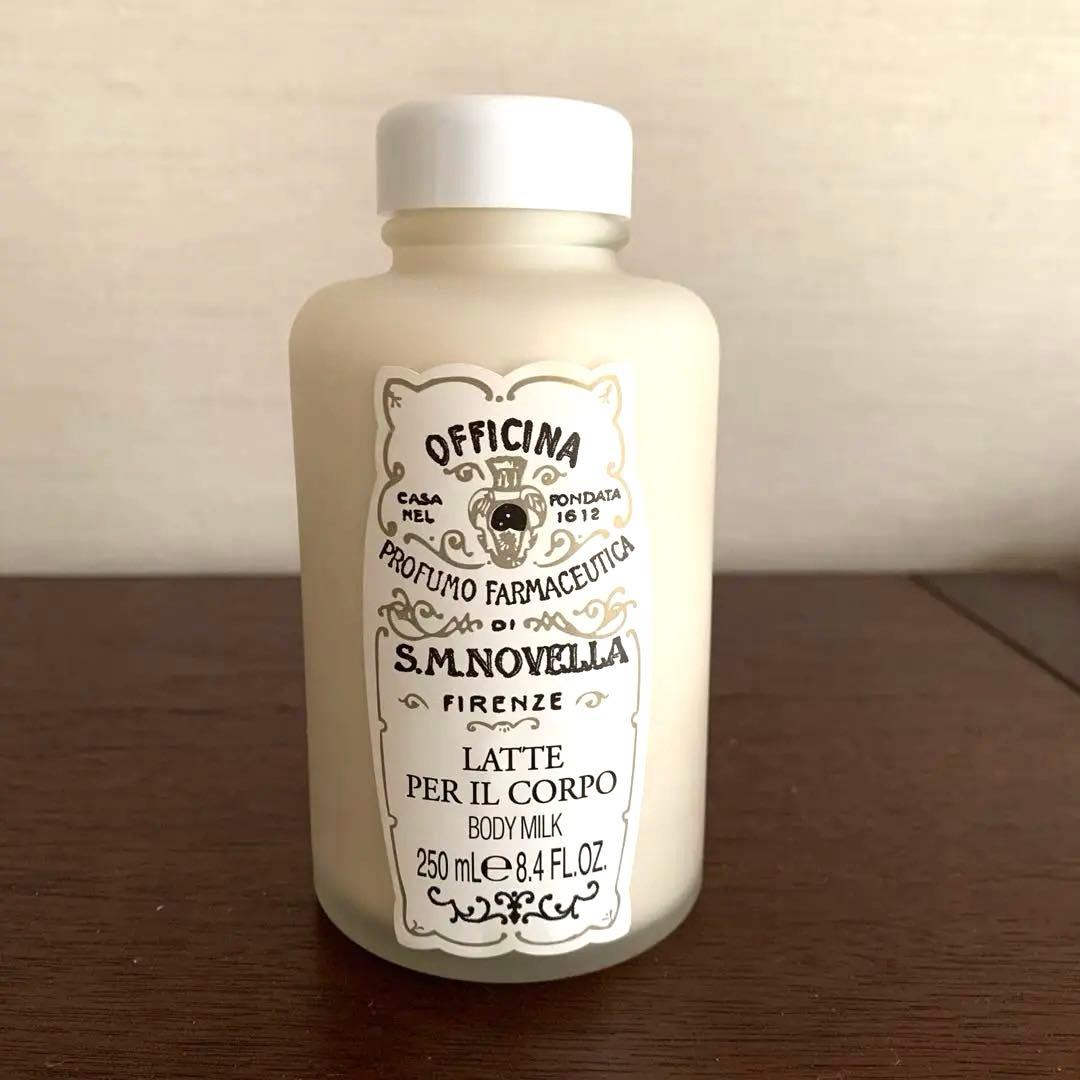 OFFICINA
CASA FONDATA
NEL 1612
PROFUMO FARMACEUTICA
DI
S.M.NOVELLA
FIRENZE
LATTE
PER IL CORPO
BODY MILK
250 mL e 8.4 FL.OZ.